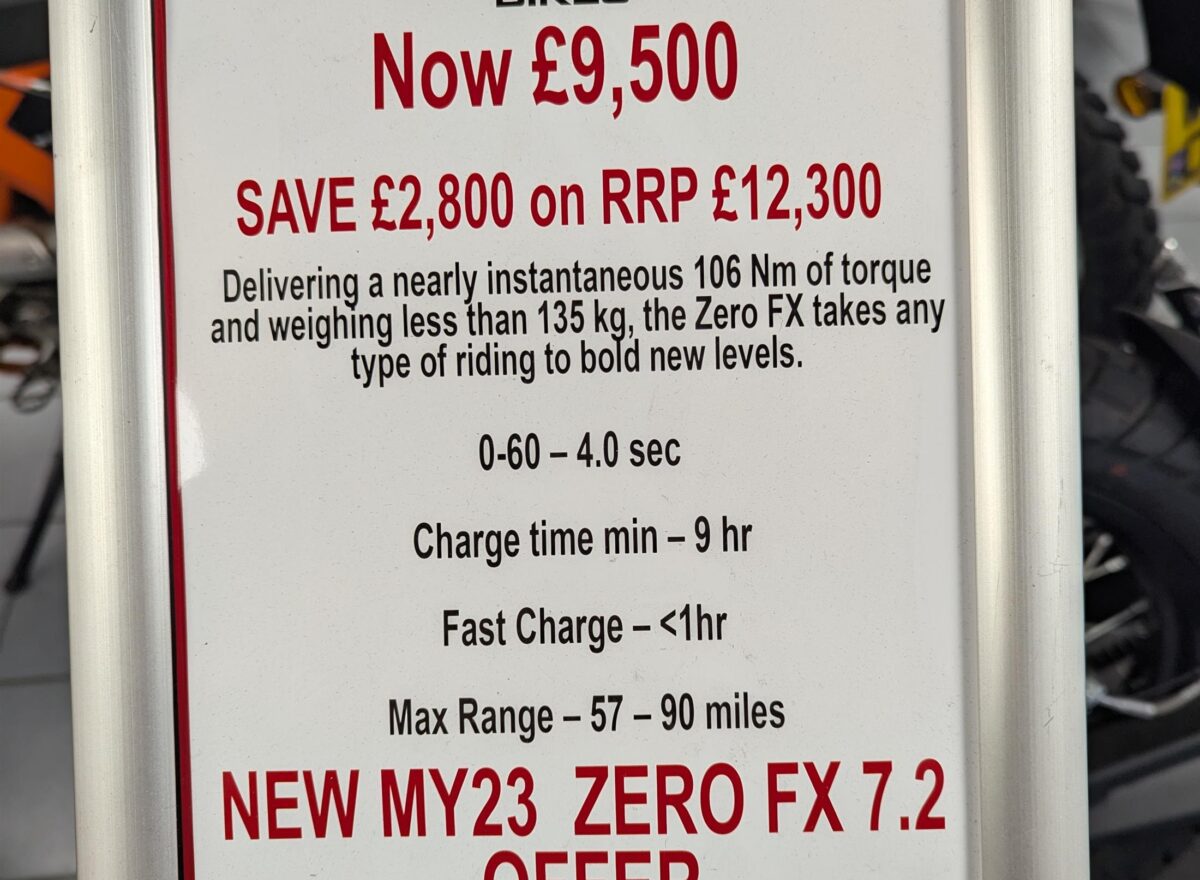 BIKES
Now £9,500
SAVE £2,800 on RRP £12,300
Delivering a nearly instantaneous 106 Nm of torque
and weighing less than 135 kg, the Zero FX takes any
type of riding to bold new levels.
0-60 – 4.0 sec
Charge time min – 9 hr
Fast Charge – <1hr
Max Range – 57 – 90 miles
NEW MY23 ZERO FX 7.2
OFFER